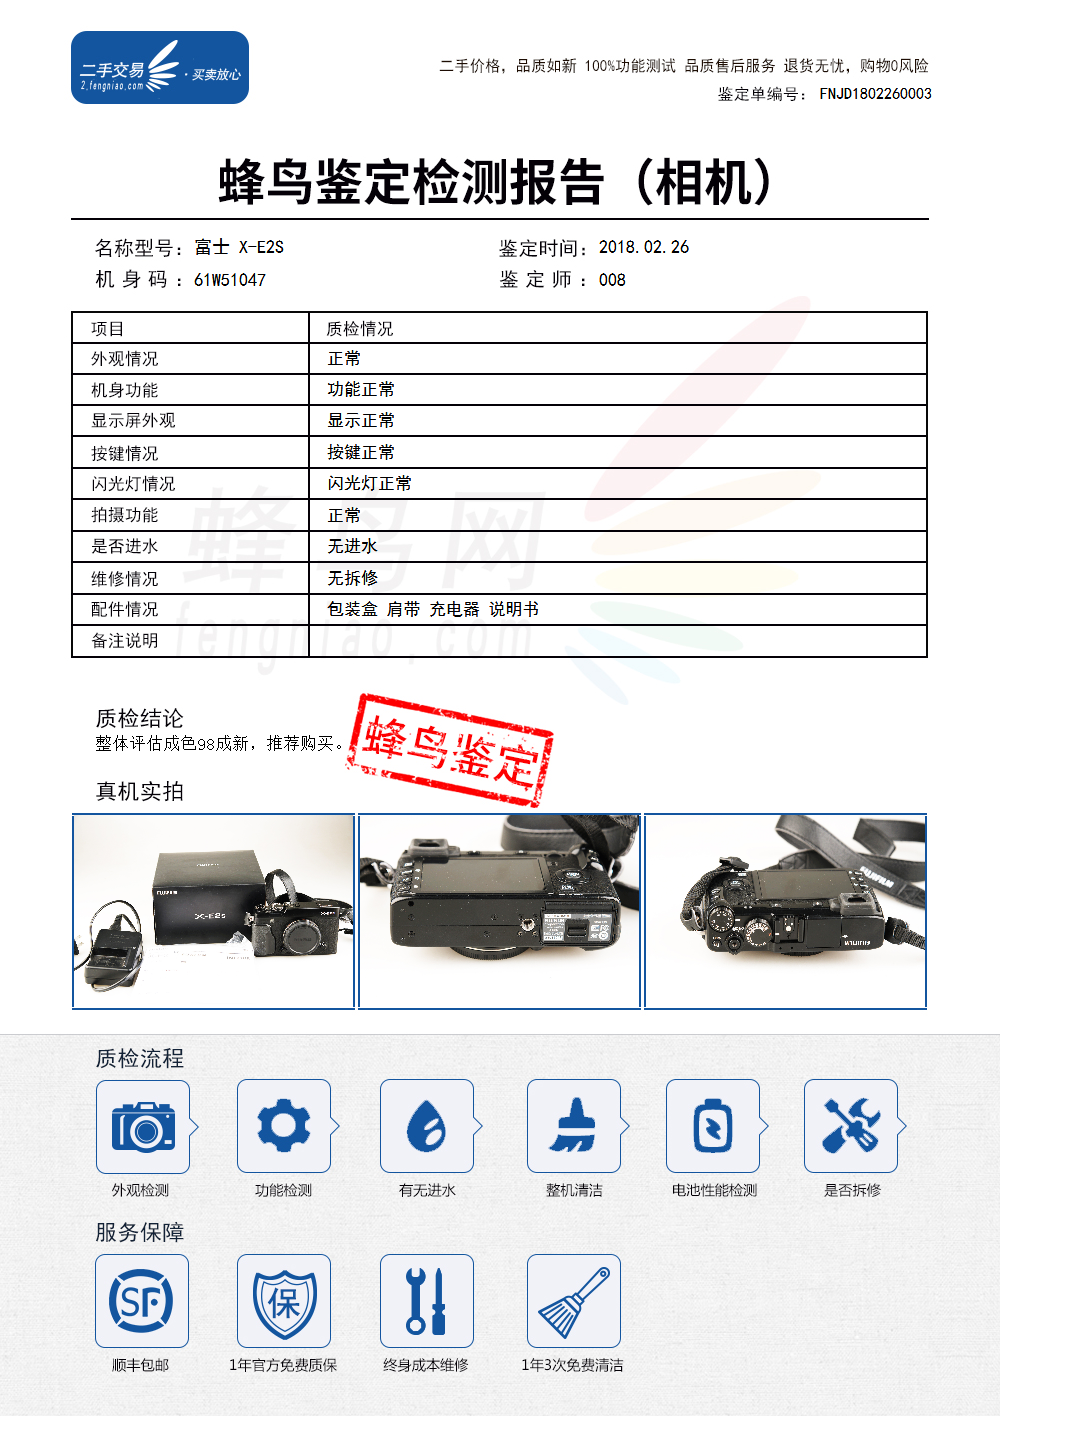 二手交易
·买卖放心
2.fengniao.com
二手价格，品质如新 100%功能测试 品质售后服务 退货无忧，购物0风险
鉴定单编号： FNJD1802260003
蜂鸟鉴定检测报告（相机）
名称型号：富士 X-E2S 鉴定时间：2018.02.26
机 身 码 ：61W51047 鉴 定 师 ：008
项目 质检情况
外观情况 正常
机身功能 功能正常
显示屏外观 显示正常
按键情况 按键正常
闪光灯情况 闪光灯正常
拍摄功能 正常
是否进水 无进水
维修情况 无拆修
配件情况 包装盒 肩带 充电器 说明书
备注说明
蜂鸟网
fengniao.com
质检结论
整体评估成色98成新，推荐购买。
蜂鸟鉴定
真机实拍
FUJIFILM
X-E2S
FUJIFILM
FUJIFILM
质检流程
外观检测 功能检测 有无进水 整机清洁 电池性能检测 是否拆修
服务保障
SF
保
顺丰包邮 1年官方免费质保 终身成本维修 1年3次免费清洁